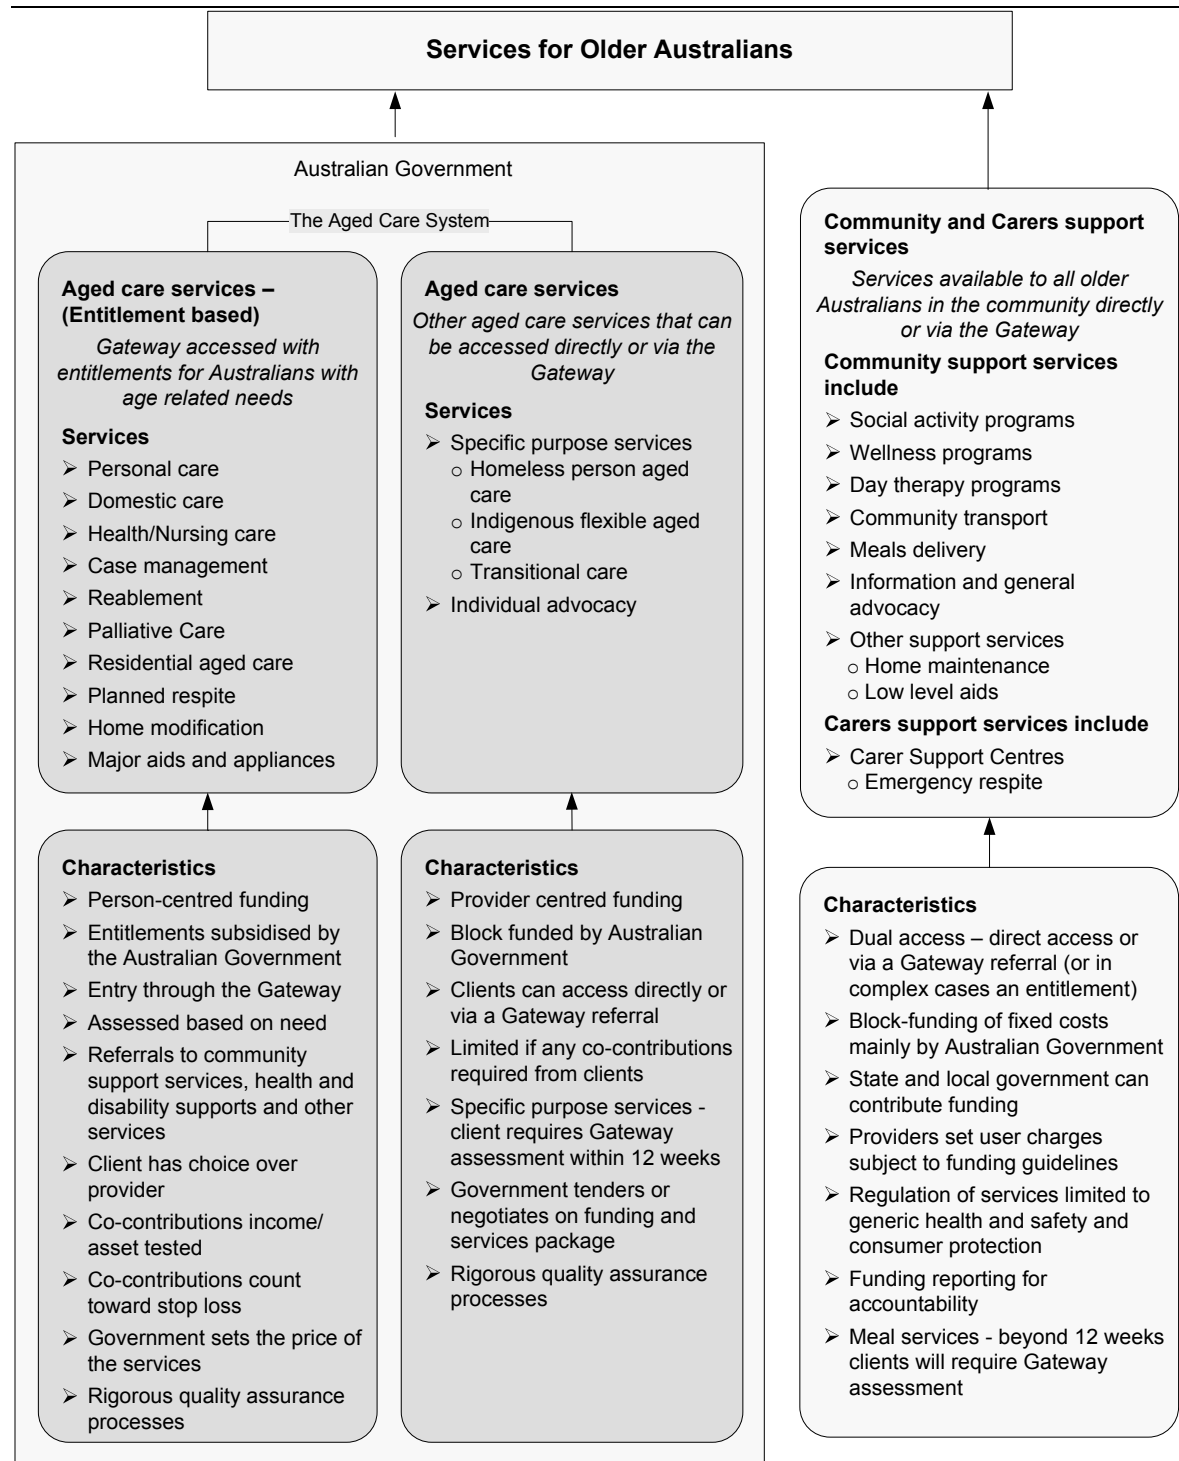 Services for Older Australians
Australian Government
The Aged Care System
Aged care services –
(Entitlement based)
Gateway accessed with
entitlements for Australians with
age related needs
Services
➢ Personal care
➢ Domestic care
➢ Health/Nursing care
➢ Case management
➢ Reablement
➢ Palliative Care
➢ Residential aged care
➢ Planned respite
➢ Home modification
➢ Major aids and appliances
Aged care services
Other aged care services that can
be accessed directly or via the
Gateway
Services
➢ Specific purpose services
o Homeless person aged
care
o Indigenous flexible aged
care
o Transitional care
➢ Individual advocacy
Community and Carers support
services
Services available to all older
Australians in the community directly
or via the Gateway
Community support services
include
➢ Social activity programs
➢ Wellness programs
➢ Day therapy programs
➢ Community transport
➢ Meals delivery
➢ Information and general
advocacy
➢ Other support services
o Home maintenance
o Low level aids
Carers support services include
➢ Carer Support Centres
o Emergency respite
Characteristics
➢ Person-centred funding
➢ Entitlements subsidised by
the Australian Government
➢ Entry through the Gateway
➢ Assessed based on need
➢ Referrals to community
support services, health and
disability supports and other
services
➢ Client has choice over
provider
➢ Co-contributions income/
asset tested
➢ Co-contributions count
toward stop loss
➢ Government sets the price of
the services
➢ Rigorous quality assurance
processes
Characteristics
➢ Provider centred funding
➢ Block funded by Australian
Government
➢ Clients can access directly or
via a Gateway referral
➢ Limited if any co-contributions
required from clients
➢ Specific purpose services -
client requires Gateway
assessment within 12 weeks
➢ Government tenders or
negotiates on funding and
services package
➢ Rigorous quality assurance
processes
Characteristics
➢ Dual access – direct access or
via a Gateway referral (or in
complex cases an entitlement)
➢ Block-funding of fixed costs
mainly by Australian Government
➢ State and local government can
contribute funding
➢ Providers set user charges
subject to funding guidelines
➢ Regulation of services limited to
generic health and safety and
consumer protection
➢ Funding reporting for
accountability
➢ Meal services - beyond 12 weeks
clients will require Gateway
assessment